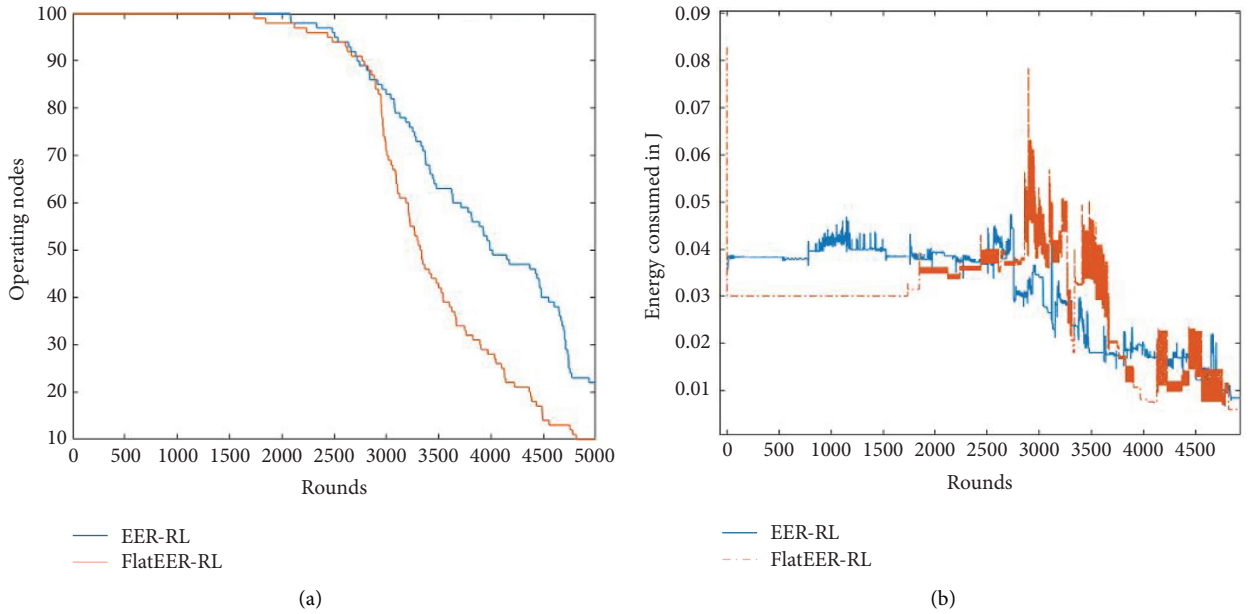 100
90
80
70
60
50
40
30
20
10
Operating nodes
0 500 1000 1500 2000 2500 3000 3500 4000 4500 5000
Rounds
EER-RL
FlatEER-RL
(a)
0.09
0.08
0.07
0.06
0.05
0.04
0.03
0.02
0.01
Energy consumed in J
0 500 1000 1500 2000 2500 3000 3500 4000 4500
Rounds
EER-RL
FlatEER-RL
(b)